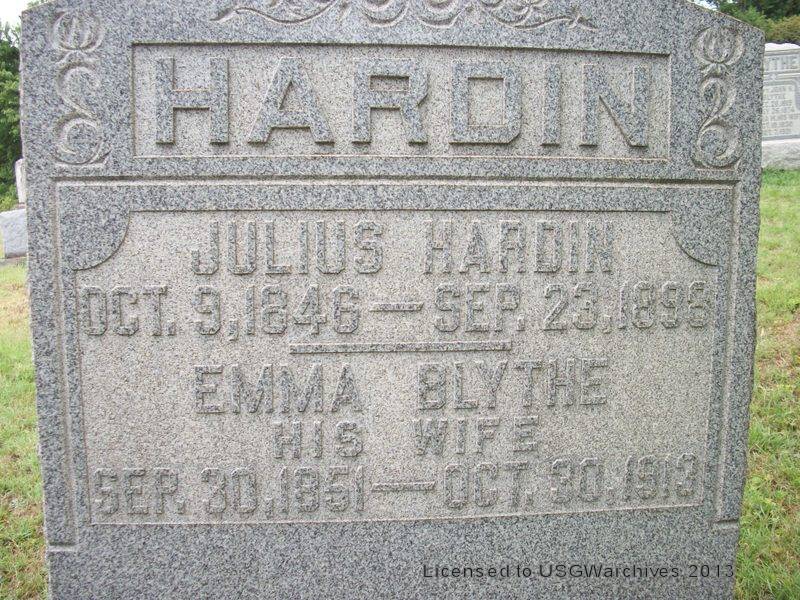 HARDIN
JULIUS HARDIN
OCT. 9, 1846 — SEP. 23, 1898
EMMA BLYTHE
HIS WIFE
SEP. 30, 1851 — OCT. 30, 1913
Licensed to USGWarchives 2013